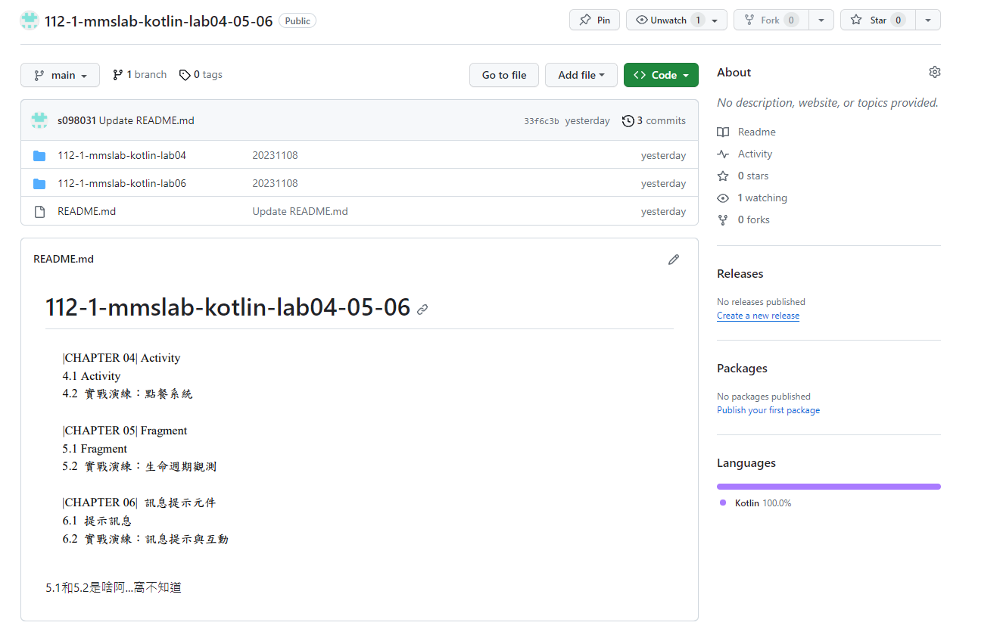 112-1-mmslab-kotlin-lab04-05-06 Public
Pin
Unwatch 1
Fork 0
Star 0
main
1 branch
0 tags
Go to file
Add file
Code
s098031 Update README.md
33f6c3b yesterday
3 commits
112-1-mmslab-kotlin-lab04 20231108 yesterday
112-1-mmslab-kotlin-lab06 20231108 yesterday
README.md Update README.md yesterday
README.md
112-1-mmslab-kotlin-lab04-05-06
|CHAPTER 04| Activity
4.1 Activity
4.2 實戰演練：點餐系統
|CHAPTER 05| Fragment
5.1 Fragment
5.2 實戰演練：生命週期觀測
|CHAPTER 06| 訊息提示元件
6.1 提示訊息
6.2 實戰演練：訊息提示與互動
5.1和5.2是啥阿...窩不知道
About
No description, website, or topics provided.
Readme
Activity
0 stars
1 watching
0 forks
Releases
No releases published
Create a new release
Packages
No packages published
Publish your first package
Languages
Kotlin 100.0%